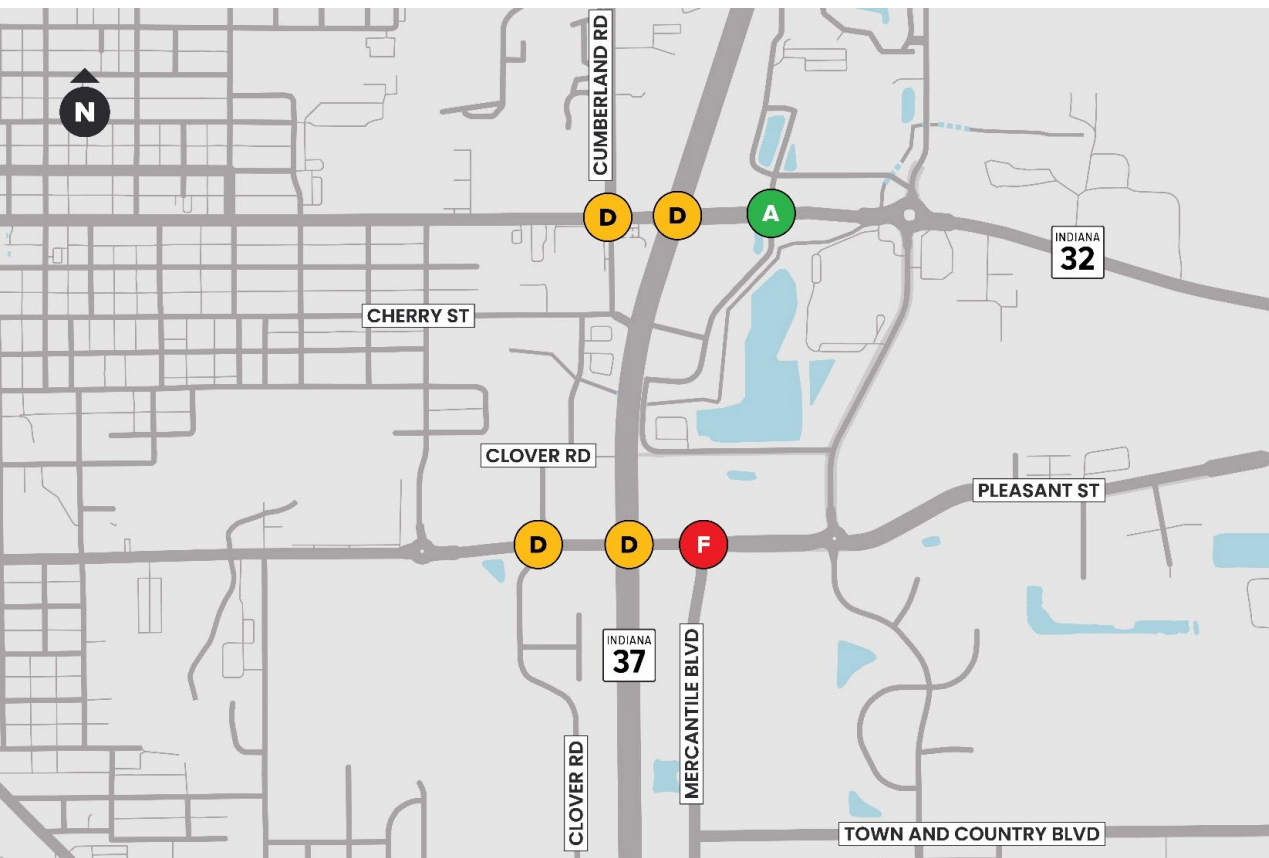 CUMBERLAND RD
N
D
D
A
INDIANA
32
CHERRY ST
CLOVER RD
PLEASANT ST
D
D
F
INDIANA
37
MERCANTILE BLVD
CLOVER RD
TOWN AND COUNTRY BLVD